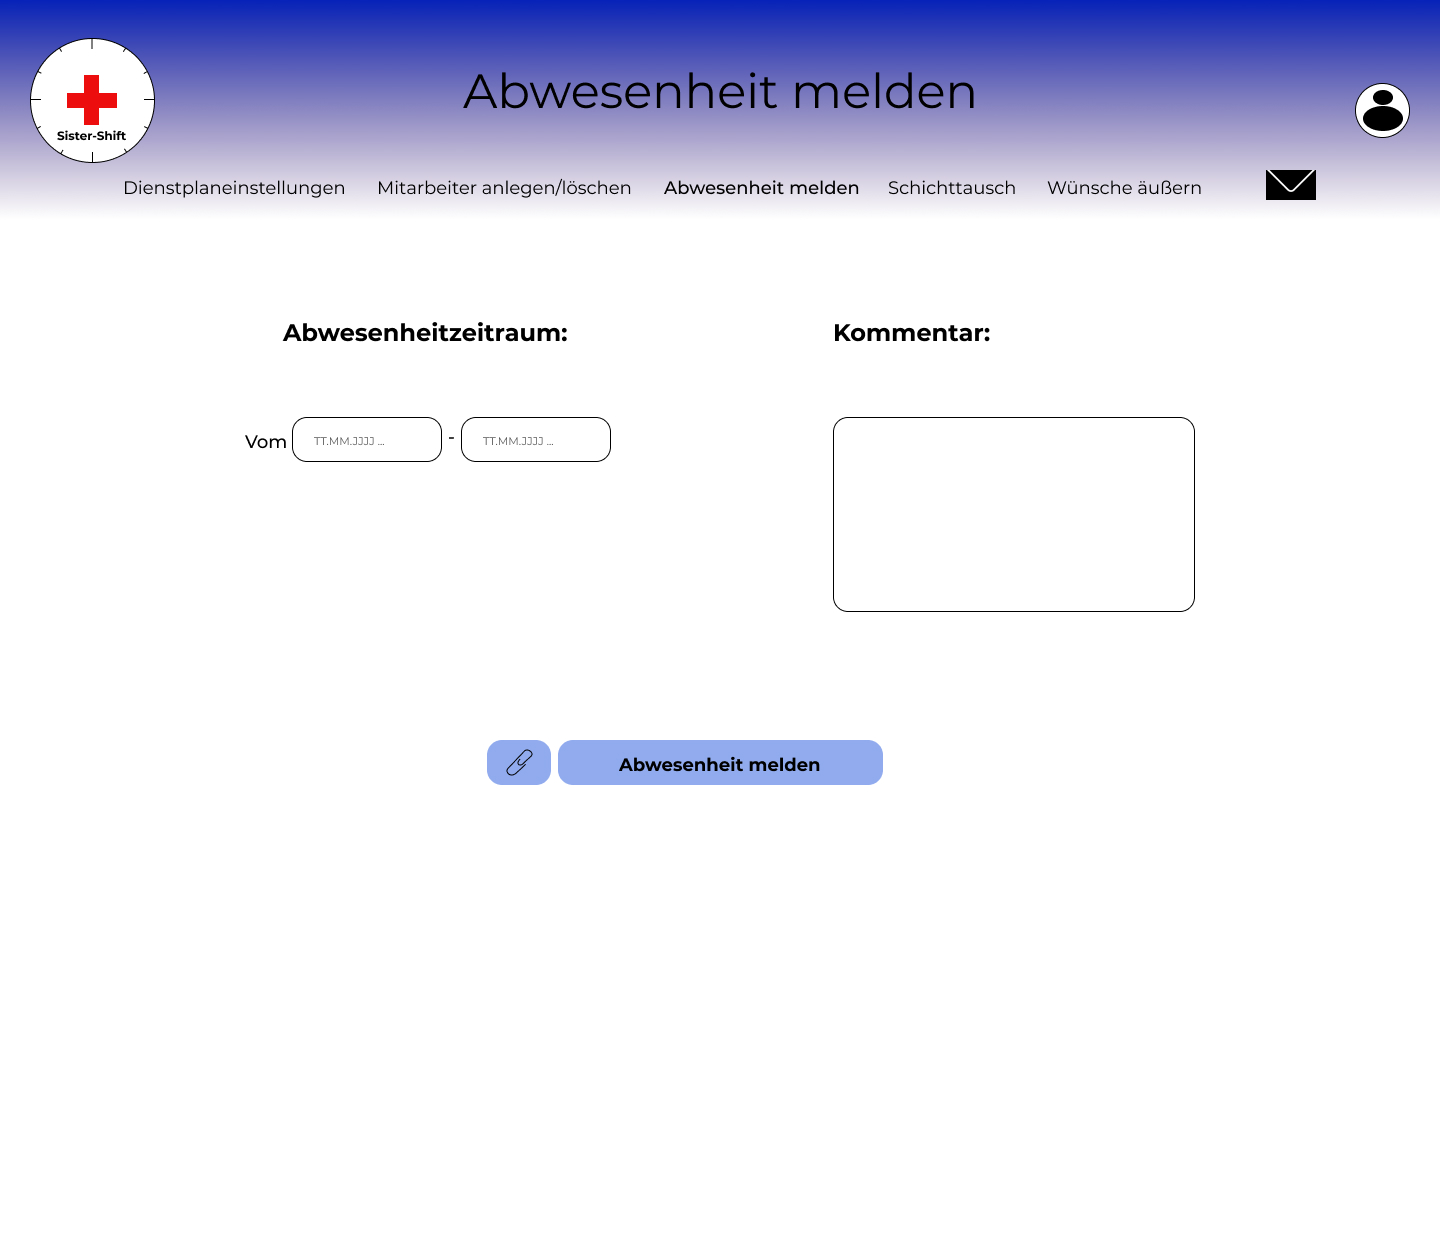 Abwesenheit melden
Sister-Shift
Dienstplaneinstellungen Mitarbeiter anlegen/löschen Abwesenheit melden Schichttausch Wünsche äußern
Abwesenheitzeitraum:
Kommentar:
Vom TT.MM.JJJJ ... - TT.MM.JJJJ ...
Abwesenheit melden